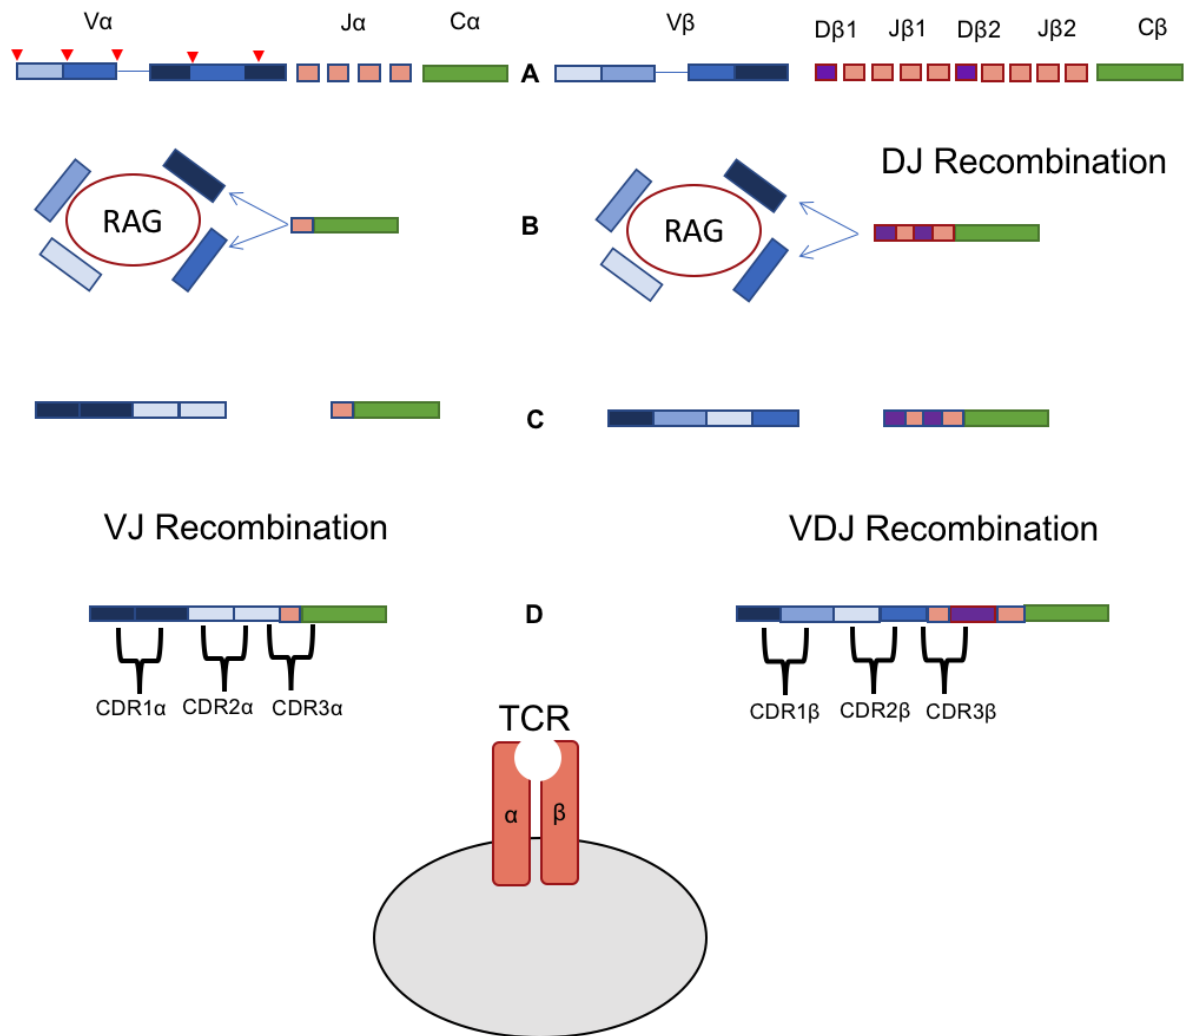 Vα Jα Cα Vβ Dβ1 Jβ1 Dβ2 Jβ2 Cβ
A
DJ Recombination
RAG B RAG
C
VJ Recombination VDJ Recombination
D
CDR1α CDR2α CDR3α CDR1β CDR2β CDR3β
TCR
α β